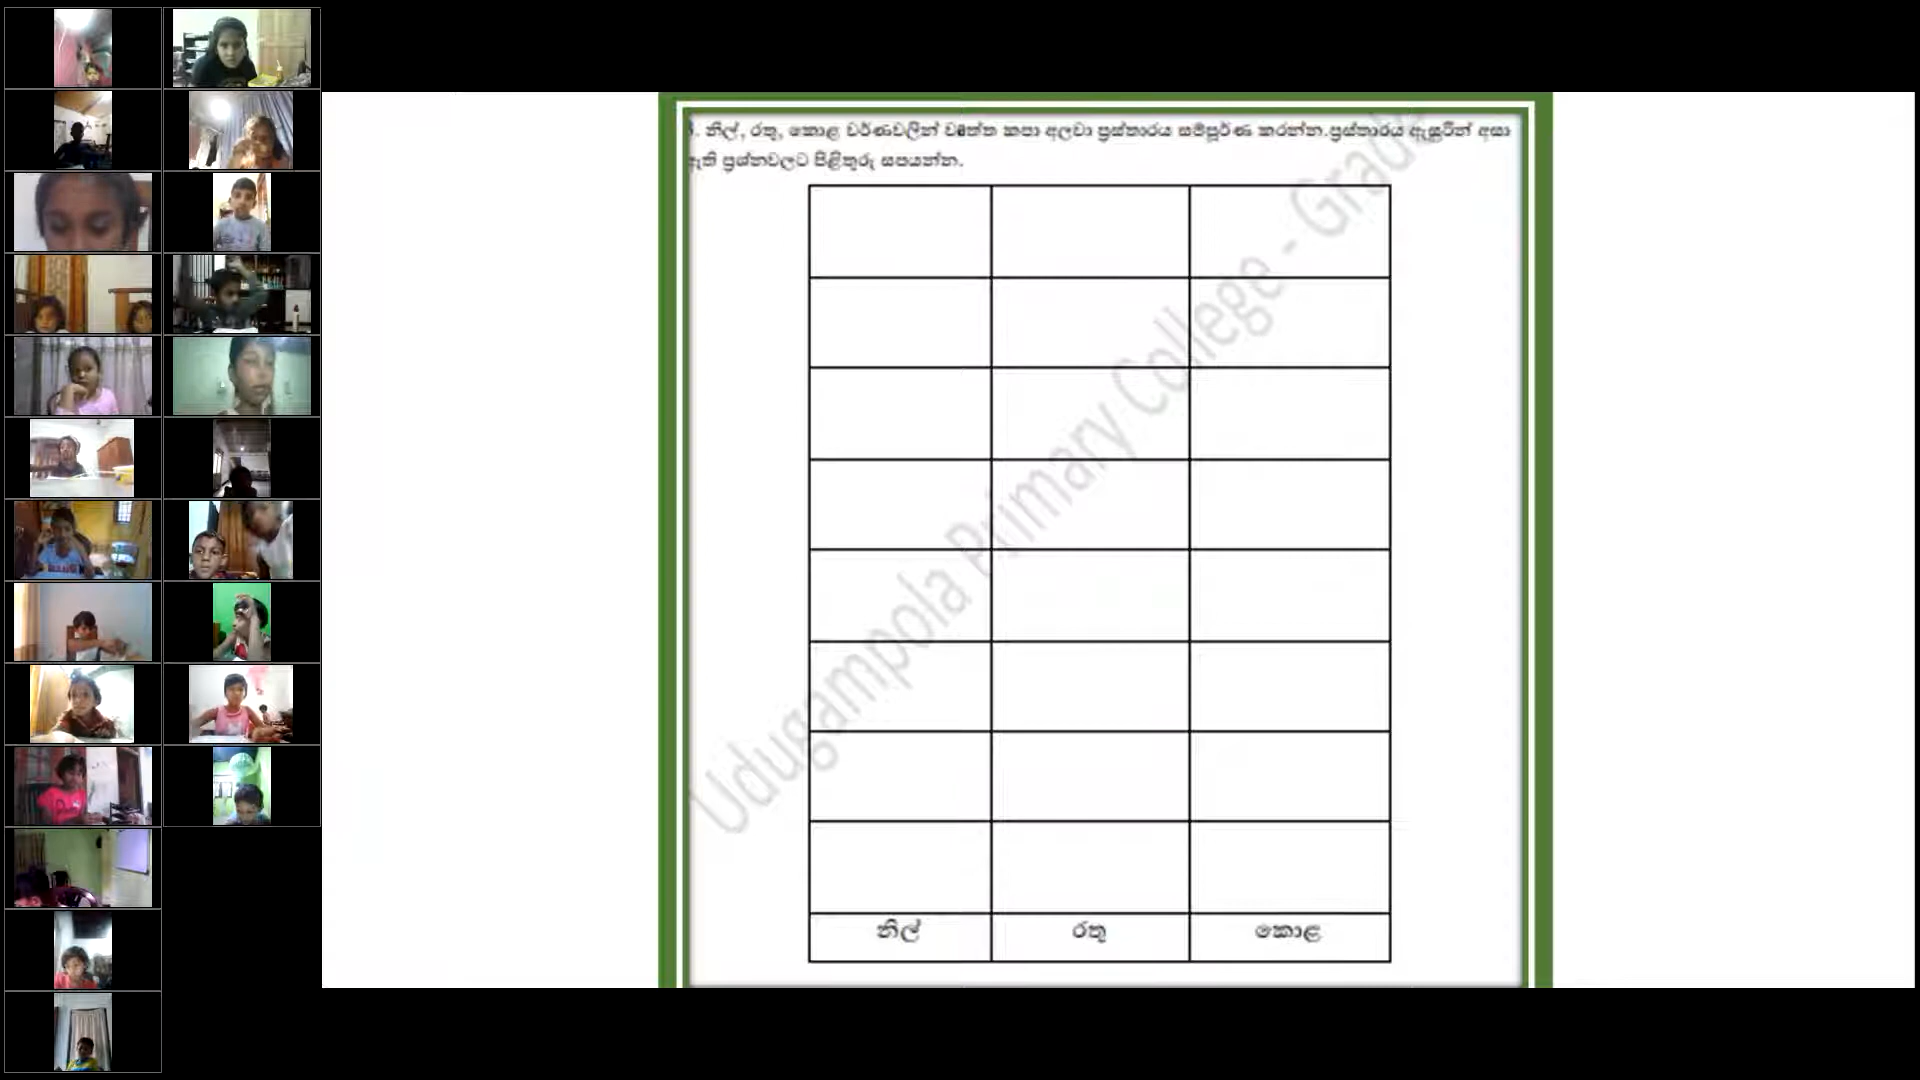 . නිල්, රතු, කොළ වර්ණවලින් වෘත්ත කපා අලවා ප්‍රස්තාරය සම්පූර්ණ කරන්න.ප්‍රස්තාරය ඇසුරින් අසා
ඇති ප්‍රශ්නවලට පිළිතුරු සපයන්න.
නිල් රතු කොළ
Udugampola Primary College - Grade